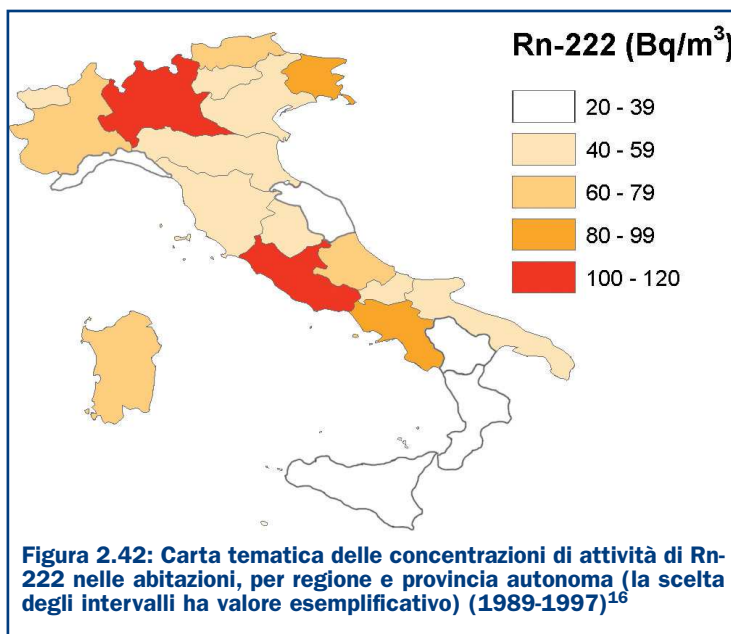 Rn-222 (Bq/m³)
20 - 39
40 - 59
60 - 79
80 - 99
100 - 120
Figura 2.42: Carta tematica delle concentrazioni di attività di Rn-
222 nelle abitazioni, per regione e provincia autonoma (la scelta
degli intervalli ha valore esemplificativo) (1989-1997)¹⁶